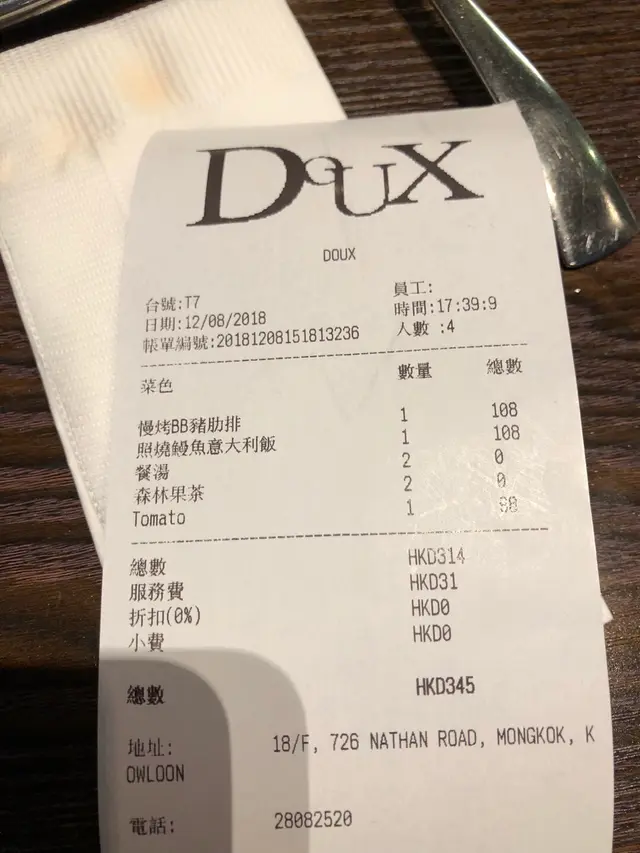 DOUX
DOUX
台號:T7
員工:
日期:12/08/2018
時間:17:39:9
帳單編號:20181208151813236
人數 :4
菜色 數量 總數
慢烤BB豬肋排 1 108
照燒鰻魚意大利飯 1 108
餐湯 2 0
森林果茶 2 0
Tomato 1 98
總數 HKD314
服務費 HKD31
折扣(0%) HKD0
小費 HKD0
總數 HKD345
地址: 18/F, 726 NATHAN ROAD, MONGKOK, K
OWLOON
電話: 28082520